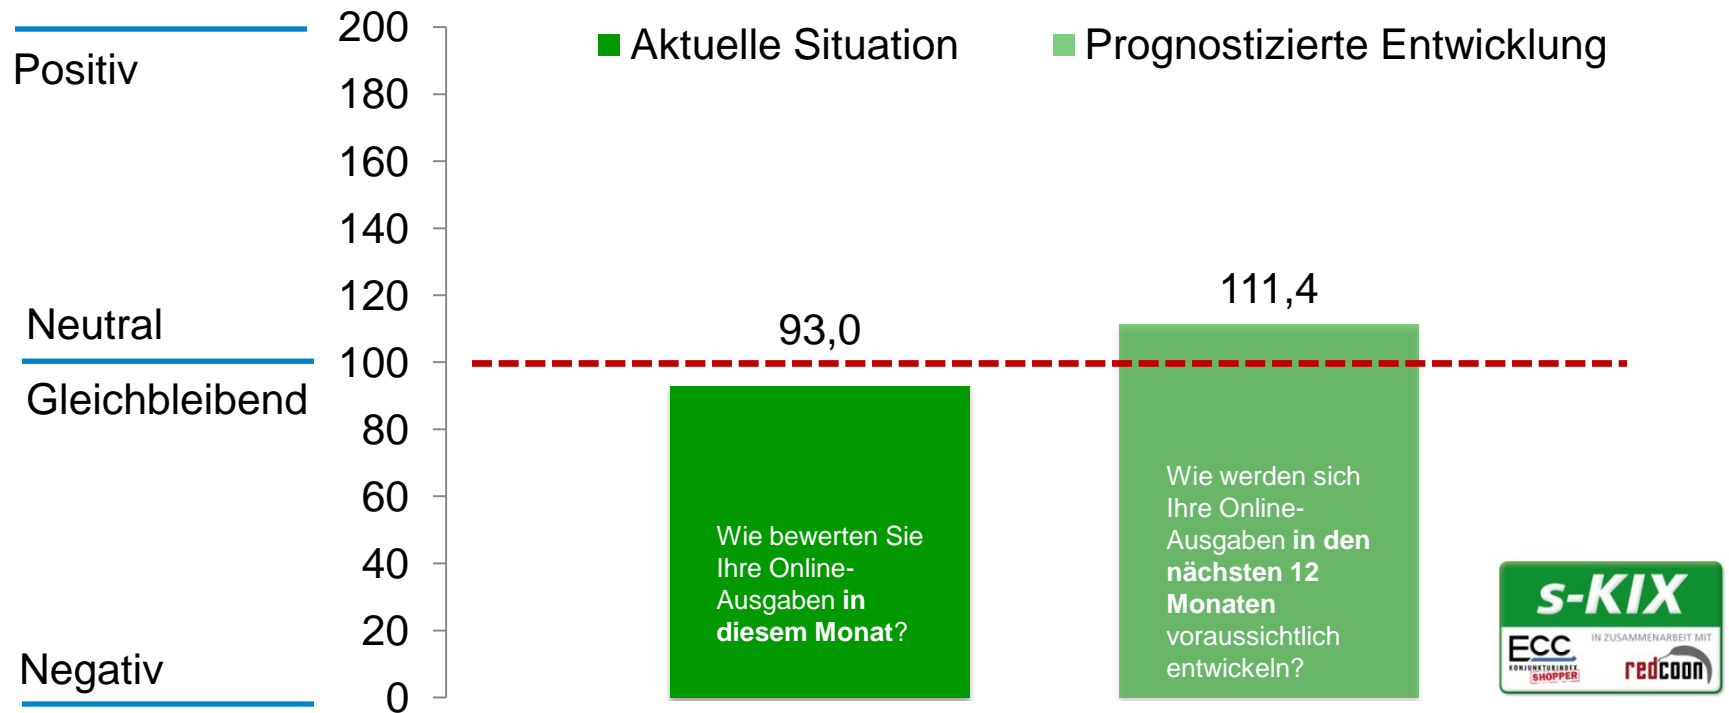 Positiv
Neutral
Gleichbleibend
Negativ
200
180
160
140
120
100
80
60
40
20
0
Aktuelle Situation
Prognostizierte Entwicklung
93,0
111,4
Wie bewerten Sie
Ihre Online-
Ausgaben in
diesem Monat?
Wie werden sich
Ihre Online-
Ausgaben in den
nächsten 12
Monaten
voraussichtlich
entwickeln?
s-KIX
ECC
KONJUNKTURINDEX
SHOPPER
IN ZUSAMMENARBEIT MIT
redcoon